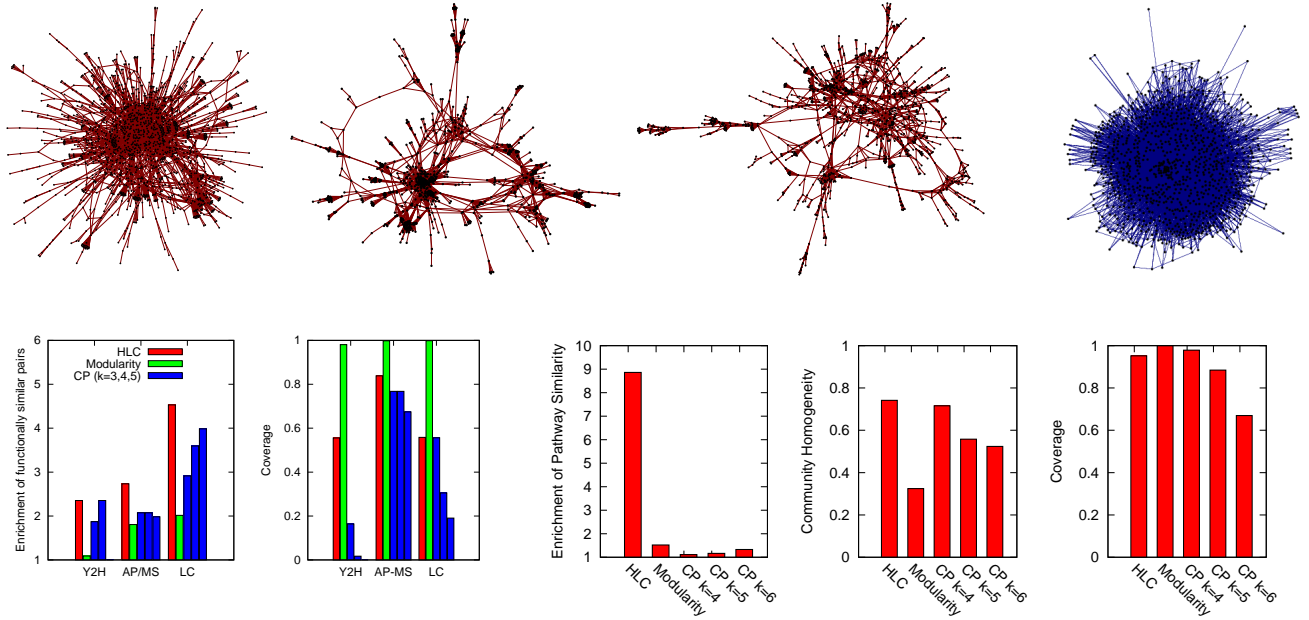 Enrichment of functionally similar pairs
6
5
4
3
2
1
HLC
Modularity
CP (k=3,4,5)
Y2H
AP/MS
LC
Coverage
1
0.8
0.6
0.4
0.2
0
Y2H
AP-MS
LC
Enrichment of Pathway Similarity
10
9
8
7
6
5
4
3
2
1
HLC
Modularity
CP k=4
CP k=5
CP k=6
Community Homogeneity
1
0.8
0.6
0.4
0.2
0
HLC
Modularity
CP k=4
CP k=5
CP k=6
Coverage
1
0.8
0.6
0.4
0.2
0
HLC
Modularity
CP k=4
CP k=5
CP k=6